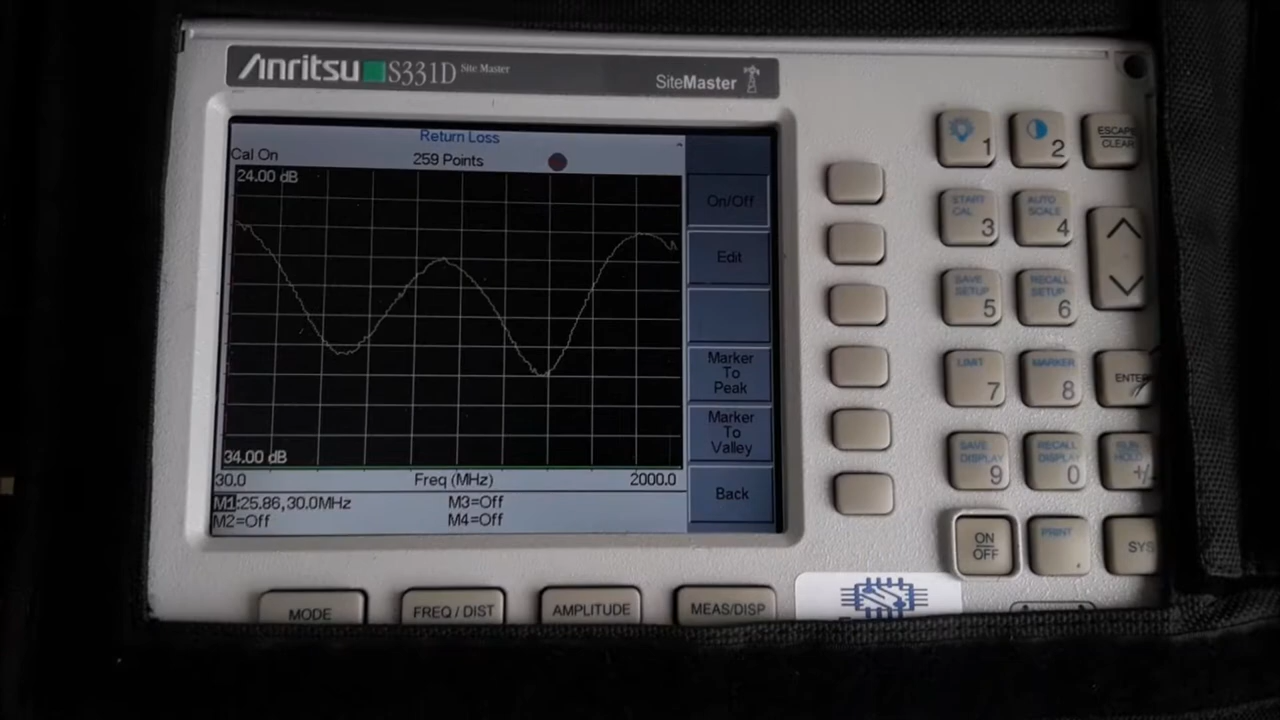 Anritsu S331D Site Master
SiteMaster
Return Loss
Cal On
259 Points
24.00 dB
34.00 dB
30.0
Freq (MHz)
2000.0
M1:25.86,30.0MHz
M3=Off
M2=Off
M4=Off
On/Off
Edit
Marker
To
Peak
Marker
To
Valley
Back
1
2
ESCAPE
CLEAR
START
CAL
3
AUTO
SCALE
4
SAVE
SETUP
5
RECALL
SETUP
6
LIMIT
7
MARKER
8
ENTER
SAVE
DISPLAY
9
RECALL
DISPLAY
0
RUN
HOLD
+/-
ON
OFF
PRINT
SYS
MODE
FREQ / DIST
AMPLITUDE
MEAS/DISP